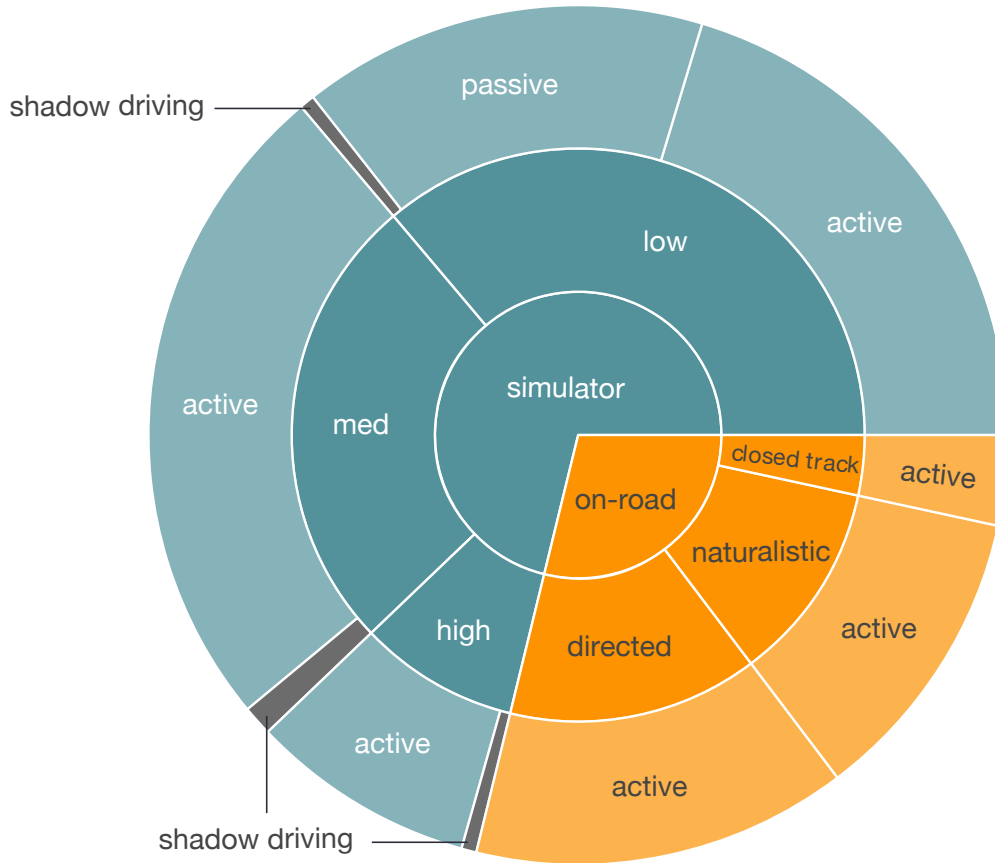 passive
shadow driving
active
low
simulator
active
med
closed track
active
on-road
naturalistic
high
active
directed
active
active
shadow driving